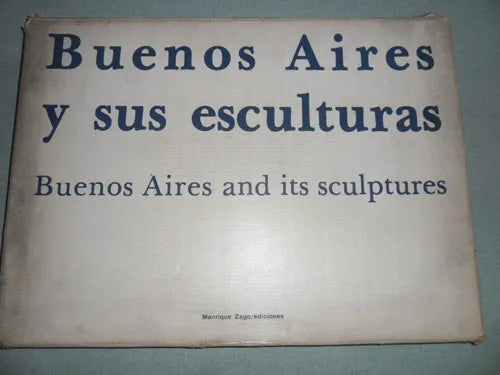 Buenos Aires
y sus esculturas
Buenos Aires and its sculptures
Manrique Zago/ediciones